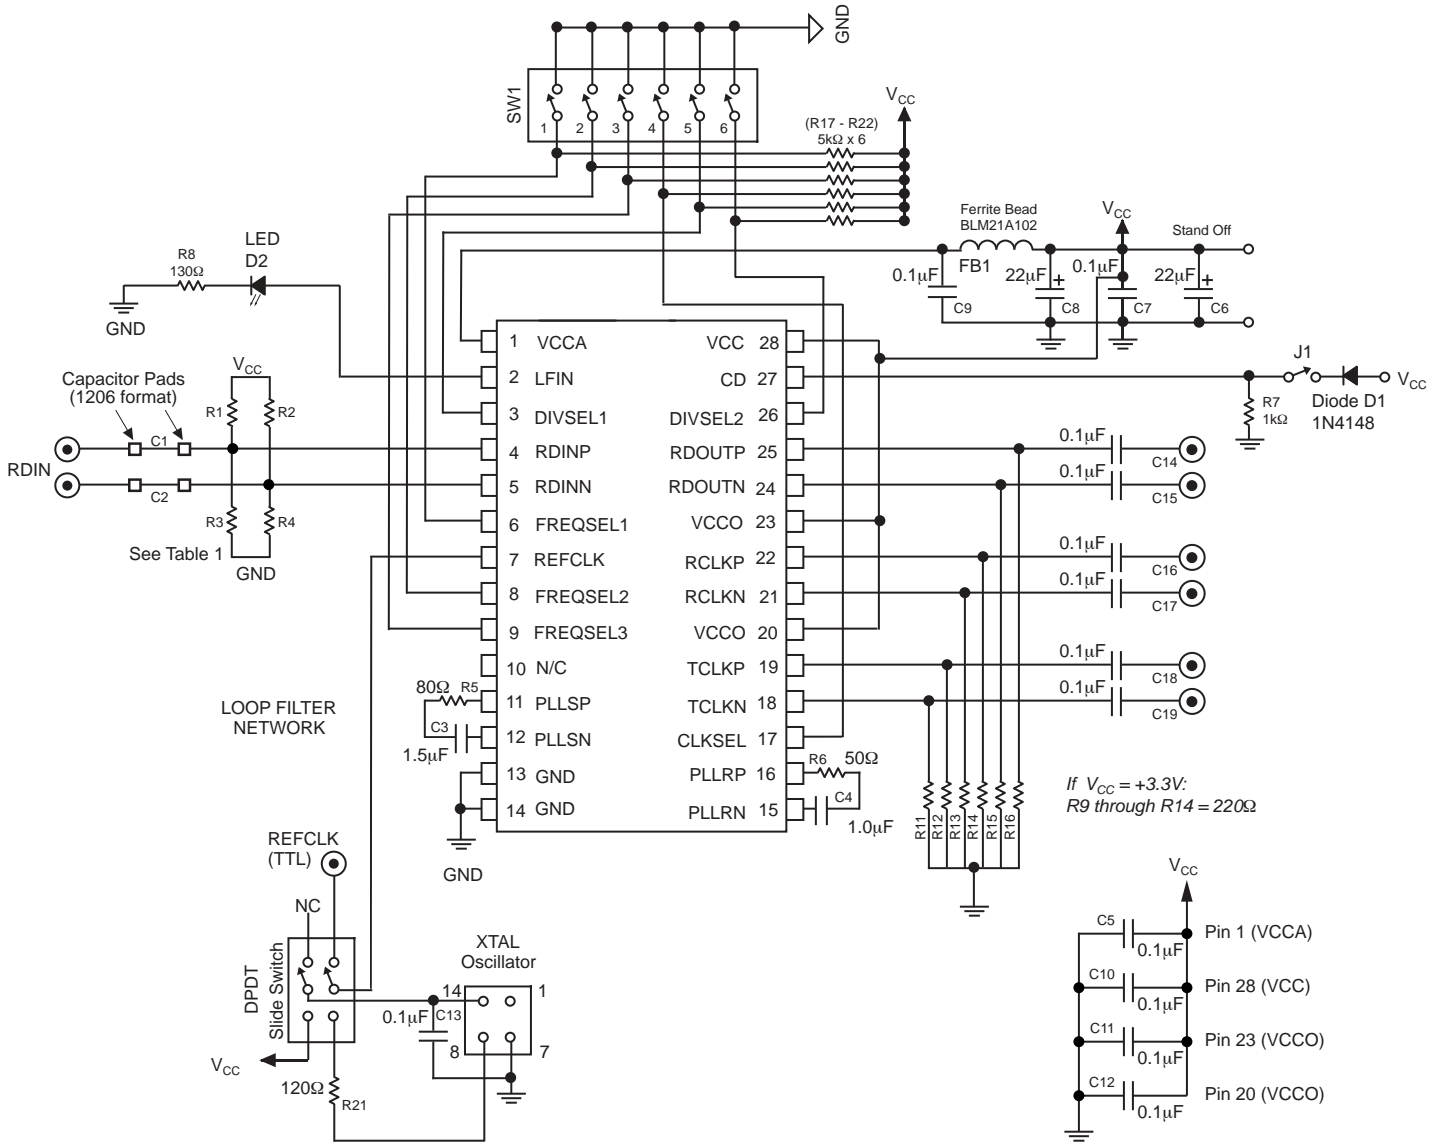 GND
SW1
1 2 3 4 5 6
(R17 - R22)
5kΩ x 6
VCC
Ferrite Bead
BLM21A102
FB1
VCC
Stand Off
0.1μF
C9
22μF +
C8
0.1μF
C7
22μF +
C6
LED
D2
R8
130Ω
GND
VCC
Capacitor Pads
(1206 format)
R1
R2
C1
RDIN
C2
R3
R4
See Table 1
GND
1 VCCA
2 LFIN
3 DIVSEL1
4 RDINP
5 RDINN
6 FREQSEL1
7 REFCLK
8 FREQSEL2
9 FREQSEL3
10 N/C
11 PLLSP
12 PLLSN
13 GND
14 GND
VCC 28
CD 27
DIVSEL2 26
RDOUTP 25
RDOUTN 24
VCCO 23
RCLKP 22
RCLKN 21
VCCO 20
TCLKP 19
TCLKN 18
CLKSEL 17
PLLRP 16
PLLRN 15
J1
VCC
R7
1kΩ
Diode D1
1N4148
0.1μF
C14
0.1μF
C15
0.1μF
C16
0.1μF
C17
0.1μF
C18
0.1μF
C19
LOOP FILTER
NETWORK
80Ω R5
C3
1.5μF
GND
R6 50Ω
C4
1.0μF
R11
R12
R13
R14
R15
R16
If VCC = +3.3V:
R9 through R14 = 220Ω
REFCLK
(TTL)
NC
DPDT
Slide Switch
VCC
120Ω
R21
XTAL
Oscillator
14
1
0.1μF C13
8
7
VCC
C5
0.1μF
Pin 1 (VCCA)
C10
0.1μF
Pin 28 (VCC)
C11
0.1μF
Pin 23 (VCCO)
C12
0.1μF
Pin 20 (VCCO)